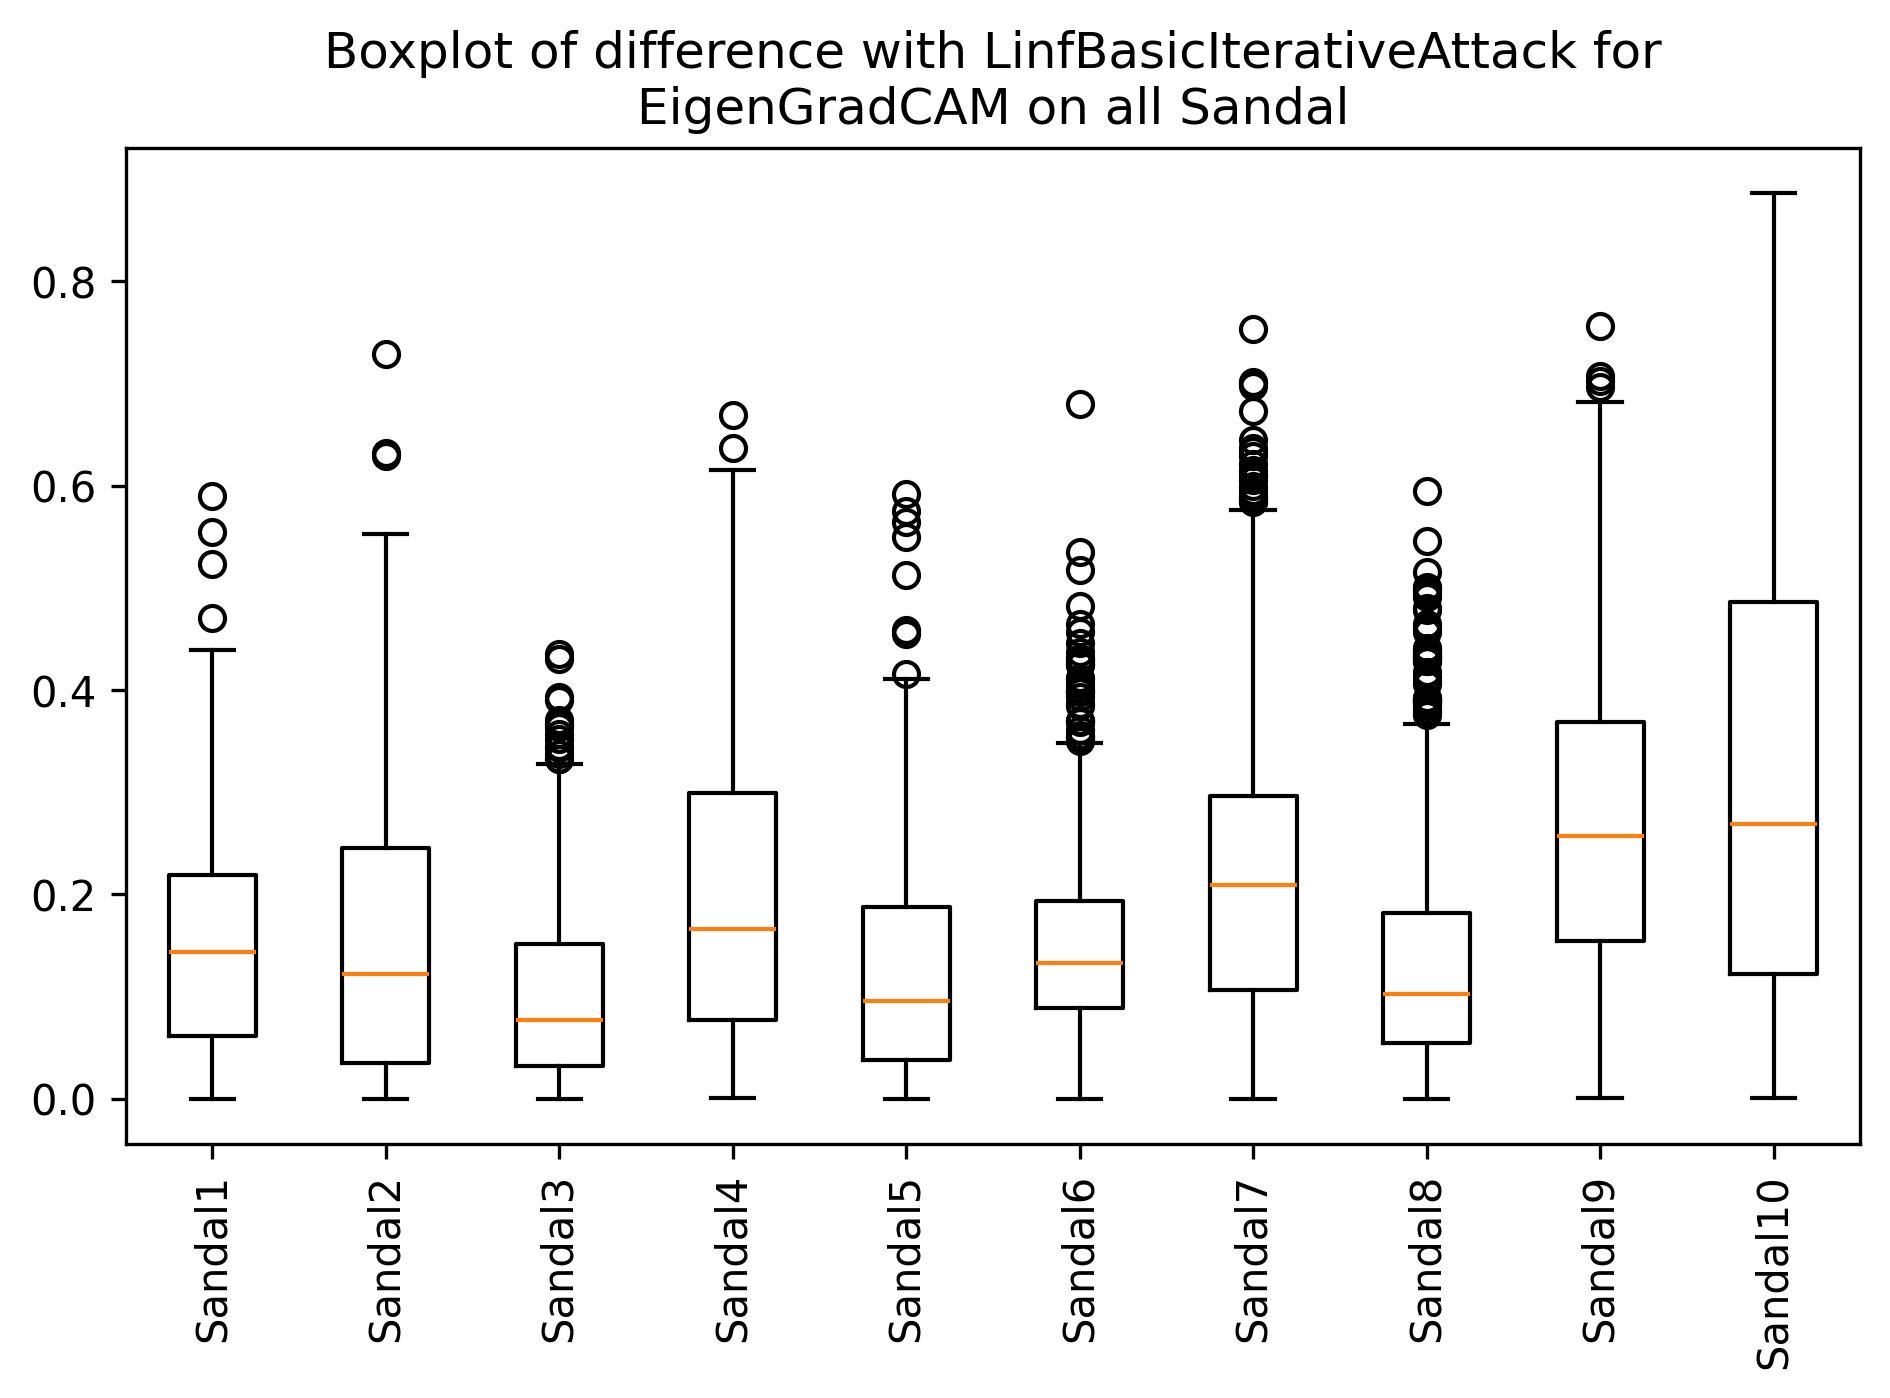 Boxplot of difference with LinfBasicIterativeAttack for
EigenGradCAM on all Sandal
0.8
0.6
0.4
0.2
0.0
Sandal1
Sandal2
Sandal3
Sandal4
Sandal5
Sandal6
Sandal7
Sandal8
Sandal9
Sandal10